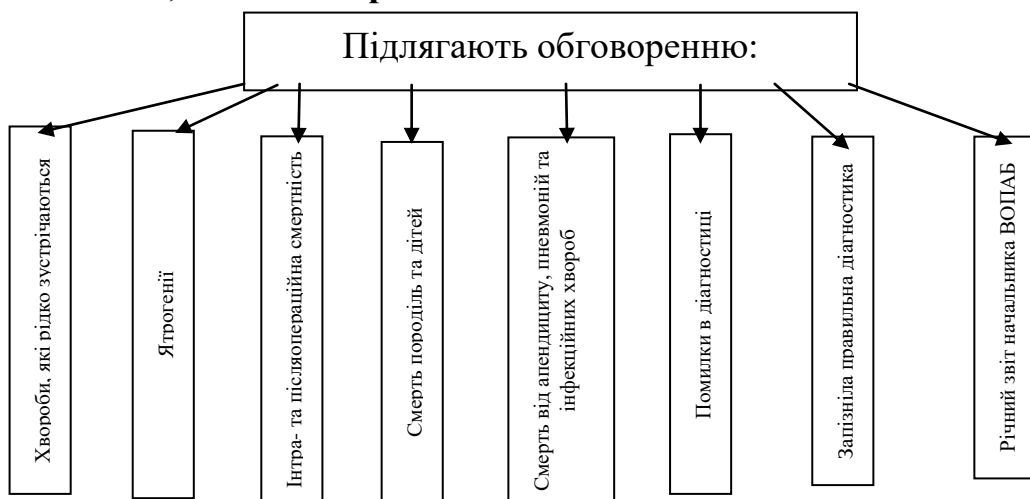 Підлягають обговоренню:
Хвороби, які рідко зустрічаються
Ятрогенії
Інтра- та післяопераційна смертність
Смерть породіль та дітей
Смерть від апендициту, пневмоній та
інфекційних хвороб
Помилки в діагностиці
Запізніла правильна діагностика
Річний звіт начальника ВОПАБ